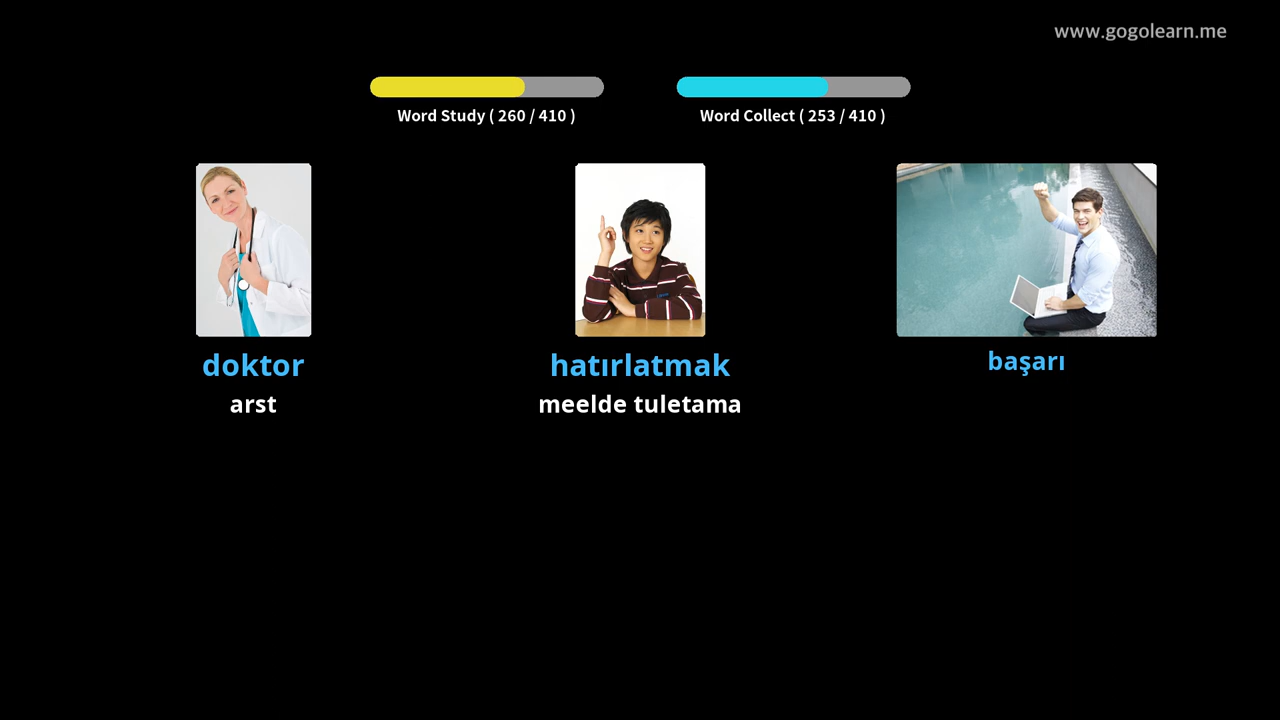 www.gogolearn.me
Word Study ( 260 / 410 )
Word Collect ( 253 / 410 )
doktor
arst
hatırlatmak
meelde tuletama
başarı